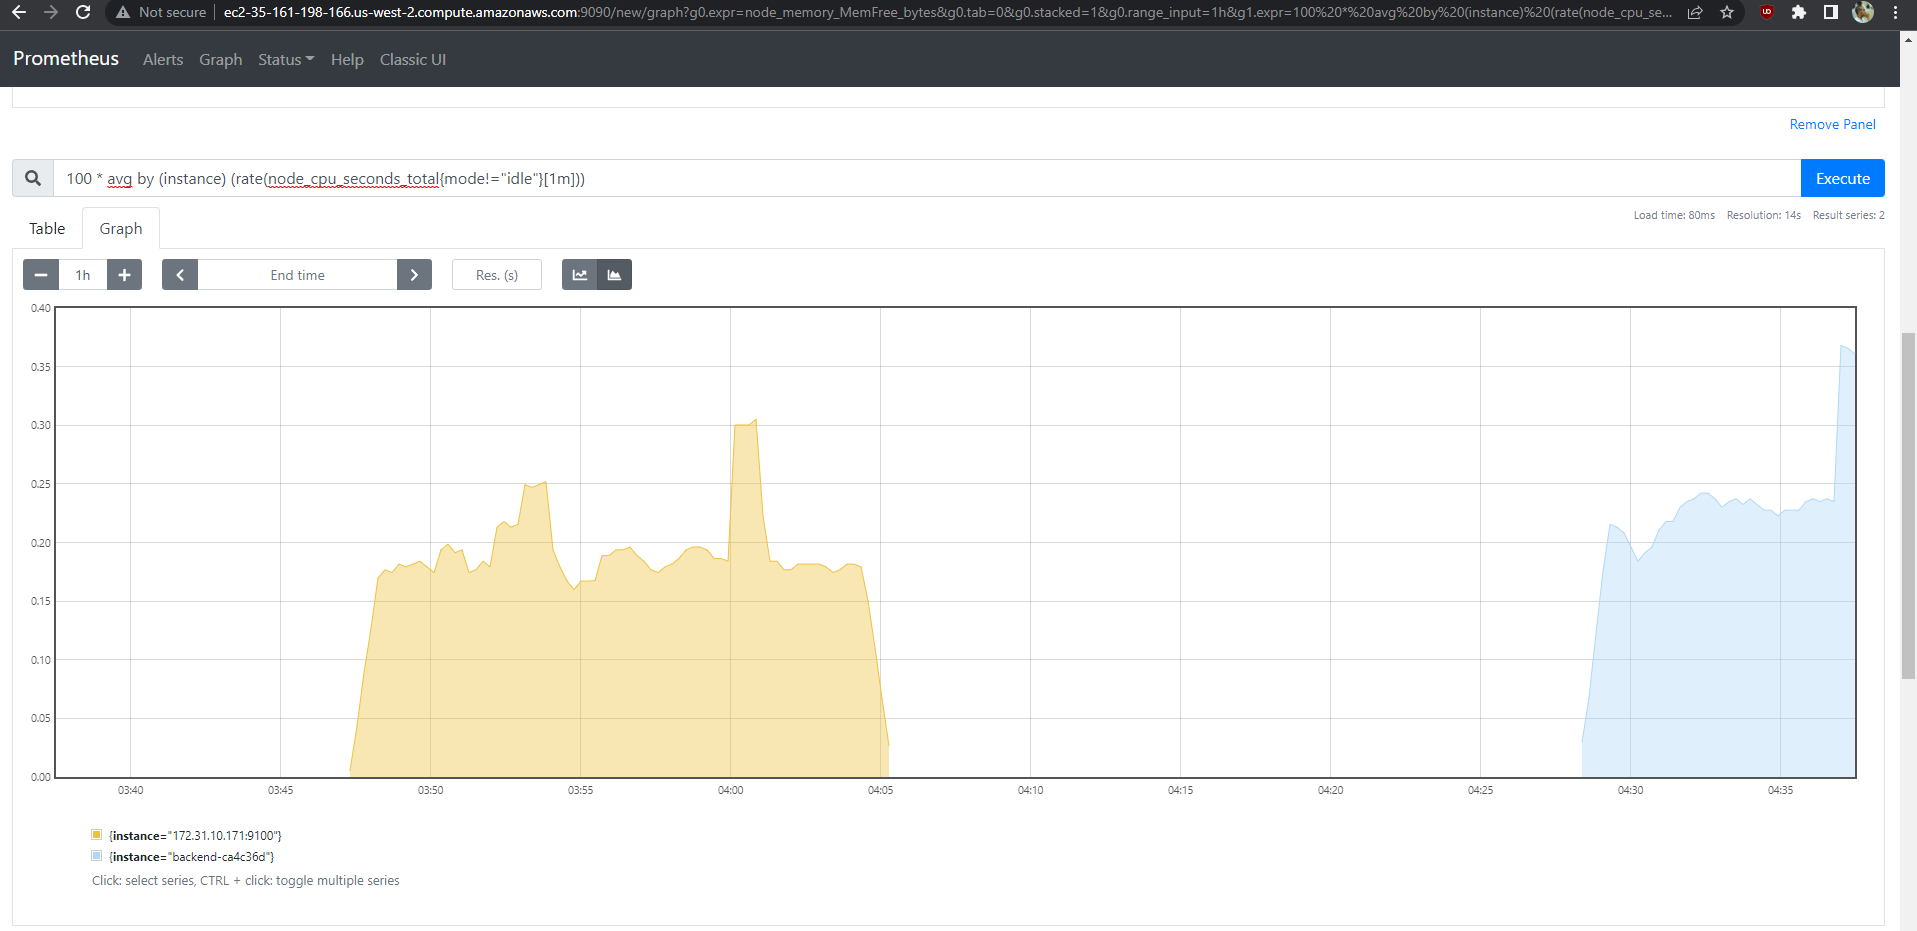 Not secure ec2-35-161-198-166.us-west-2.compute.amazonaws.com:9090/new/graph?g0.expr=node_memory_MemFree_bytes&g0.tab=0&g0.stacked=1&g0.range_input=1h&g1.expr=100%20*%20avg%20by%20(instance)%20(rate(node_cpu_se...
Prometheus Alerts Graph Status Help Classic UI
Remove Panel
100 * avg by (instance) (rate(node_cpu_seconds_total{mode!="idle"}[1m]))
Execute
Load time: 80ms Resolution: 14s Result series: 2
Table Graph
1h End time Res. (s)
0.40
0.35
0.30
0.25
0.20
0.15
0.10
0.05
0.00
03:40 03:45 03:50 03:55 04:00 04:05 04:10 04:15 04:20 04:25 04:30 04:35
{instance="172.31.10.171:9100"}
{instance="backend-ca4c36d"}
Click: select series, CTRL + click: toggle multiple series